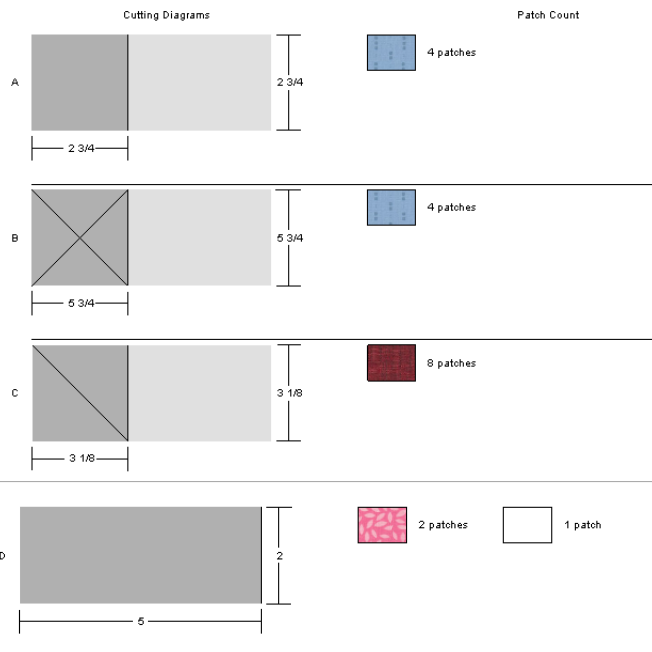 Cutting Diagrams Patch Count
A 2 3/4 4 patches
2 3/4
B 5 3/4 4 patches
5 3/4
C 3 1/8 8 patches
3 1/8
D 2 2 patches 1 patch
5